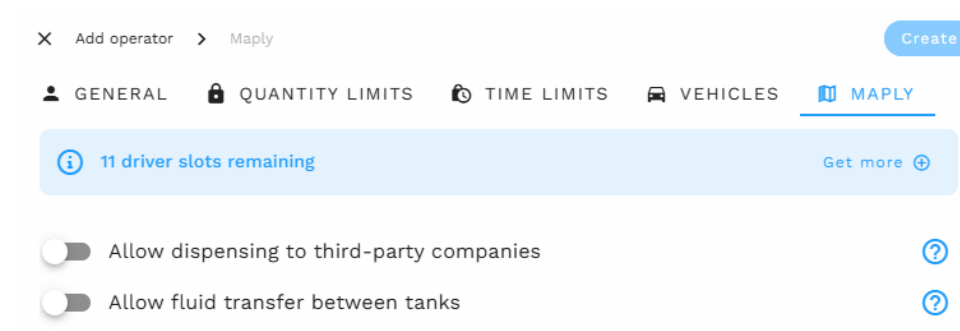 Add operator > Maply Create
GENERAL QUANTITY LIMITS TIME LIMITS VEHICLES MAPLY
11 driver slots remaining Get more
Allow dispensing to third-party companies
Allow fluid transfer between tanks